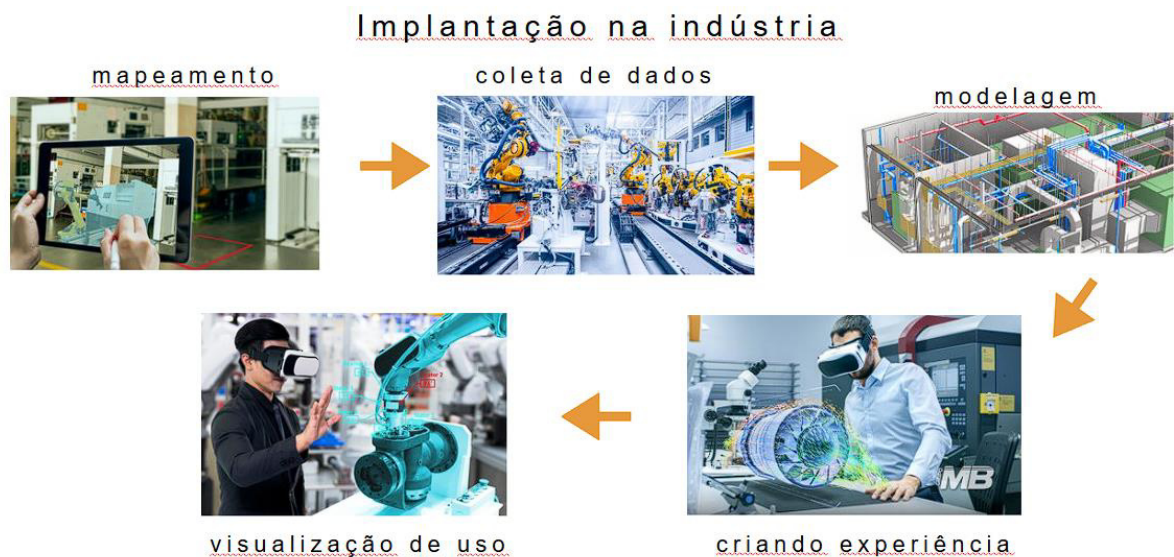 Implantação na indústria
mapeamento
coleta de dados
modelagem
visualização de uso
criando experiência
MB